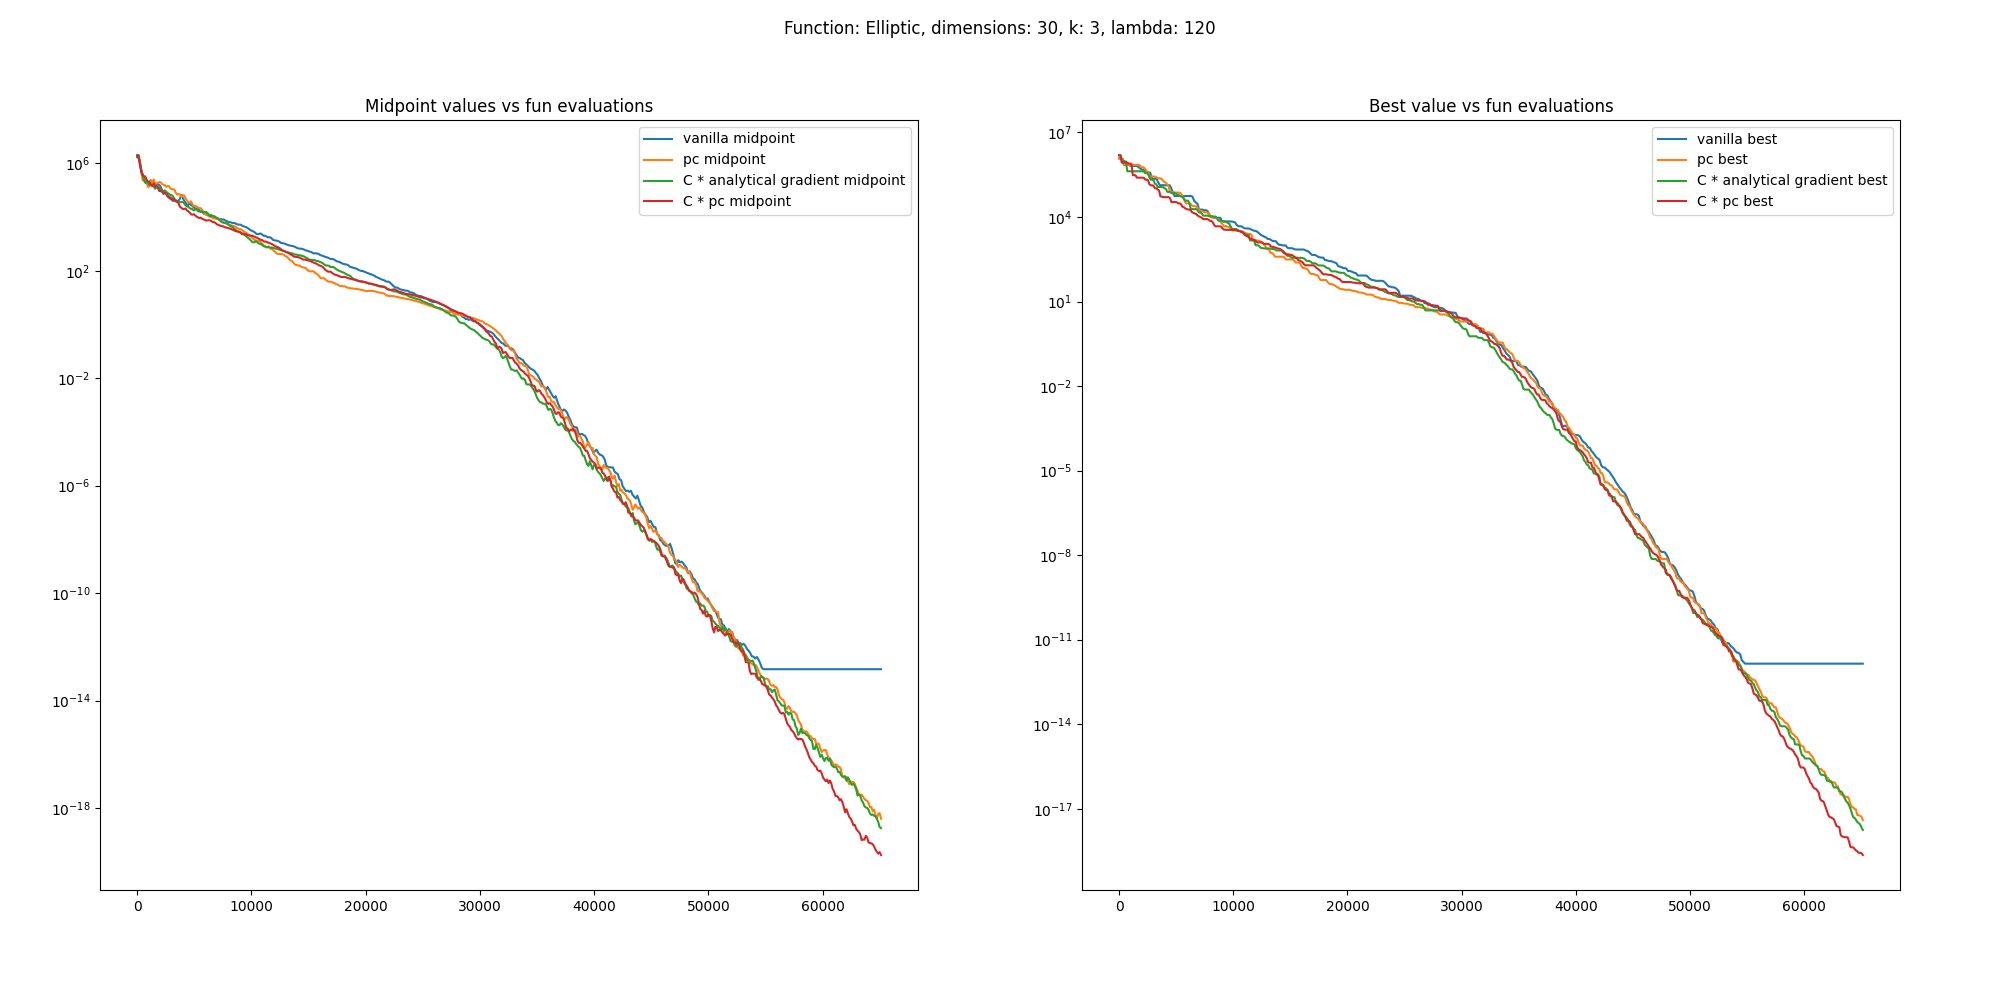 Function: Elliptic, dimensions: 30, k: 3, lambda: 120
Midpoint values vs fun evaluations
vanilla midpoint
pc midpoint
C * analytical gradient midpoint
C * pc midpoint
10^6
10^2
10^−2
10^−6
10^−10
10^−14
10^−18
0 10000 20000 30000 40000 50000 60000
Best value vs fun evaluations
vanilla best
pc best
C * analytical gradient best
C * pc best
10^7
10^4
10^1
10^−2
10^−5
10^−8
10^−11
10^−14
10^−17
0 10000 20000 30000 40000 50000 60000